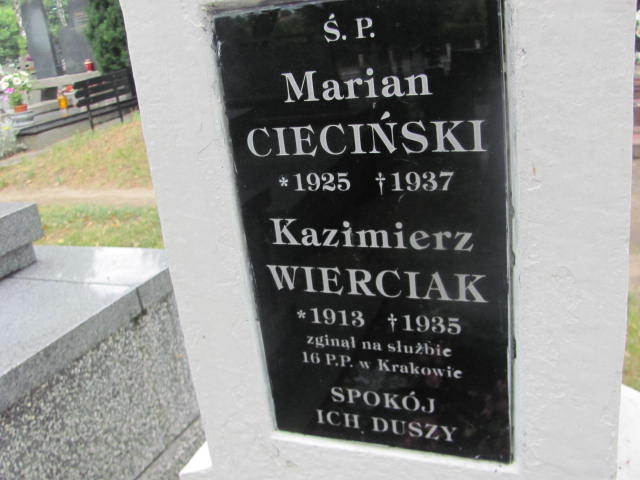 Ś. P.
Marian
CIECIŃSKI
*1925 †1937
Kazimierz
WIERCIAK
*1913 †1935
zginął na służbie
16 P.P. w Krakowie
SPOKÓJ
ICH DUSZY